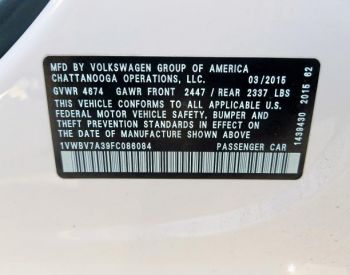 MFD BY VOLKSWAGEN GROUP OF AMERICA
CHATTANOOGA OPERATIONS, LLC. 03/2015
GVWR 4674 GAWR FRONT 2447 / REAR 2337 LBS
THIS VEHICLE CONFORMS TO ALL APPLICABLE U.S.
FEDERAL MOTOR VEHICLE SAFETY, BUMPER AND
THEFT PREVENTION STANDARDS IN EFFECT ON
THE DATE OF MANUFACTURE SHOWN ABOVE
1VWBV7A39FC086084 PASSENGER CAR
1439430 2015 62